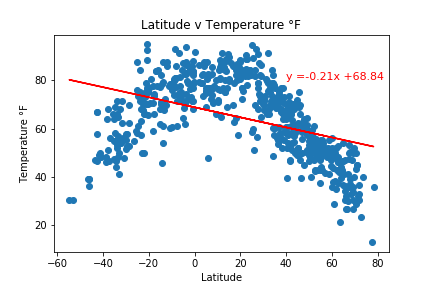 Latitude v Temperature °F
y =-0.21x +68.84
Temperature °F
80
60
40
20
−60 −40 −20 0 20 40 60 80
Latitude